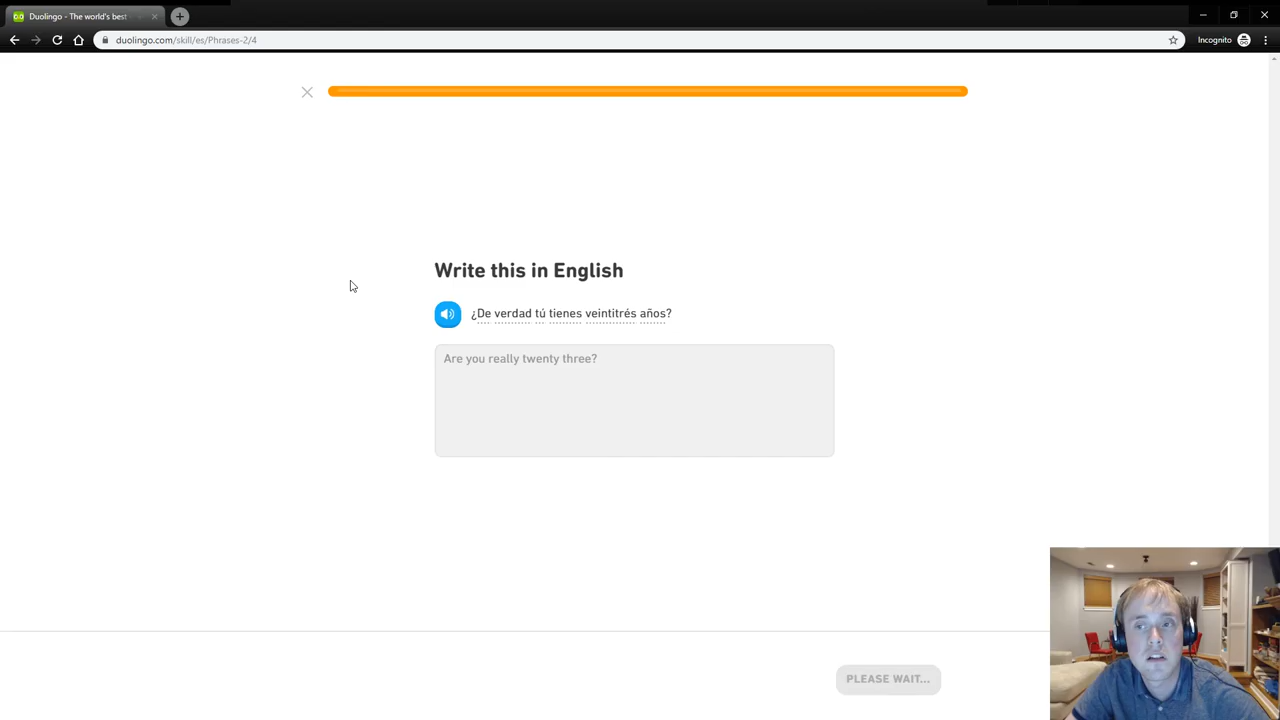 Duolingo - The world's best
duolingo.com/skill/es/Phrases-2/4
Incognito
Write this in English
¿De verdad tú tienes veintitrés años?
Are you really twenty three?
PLEASE WAIT...